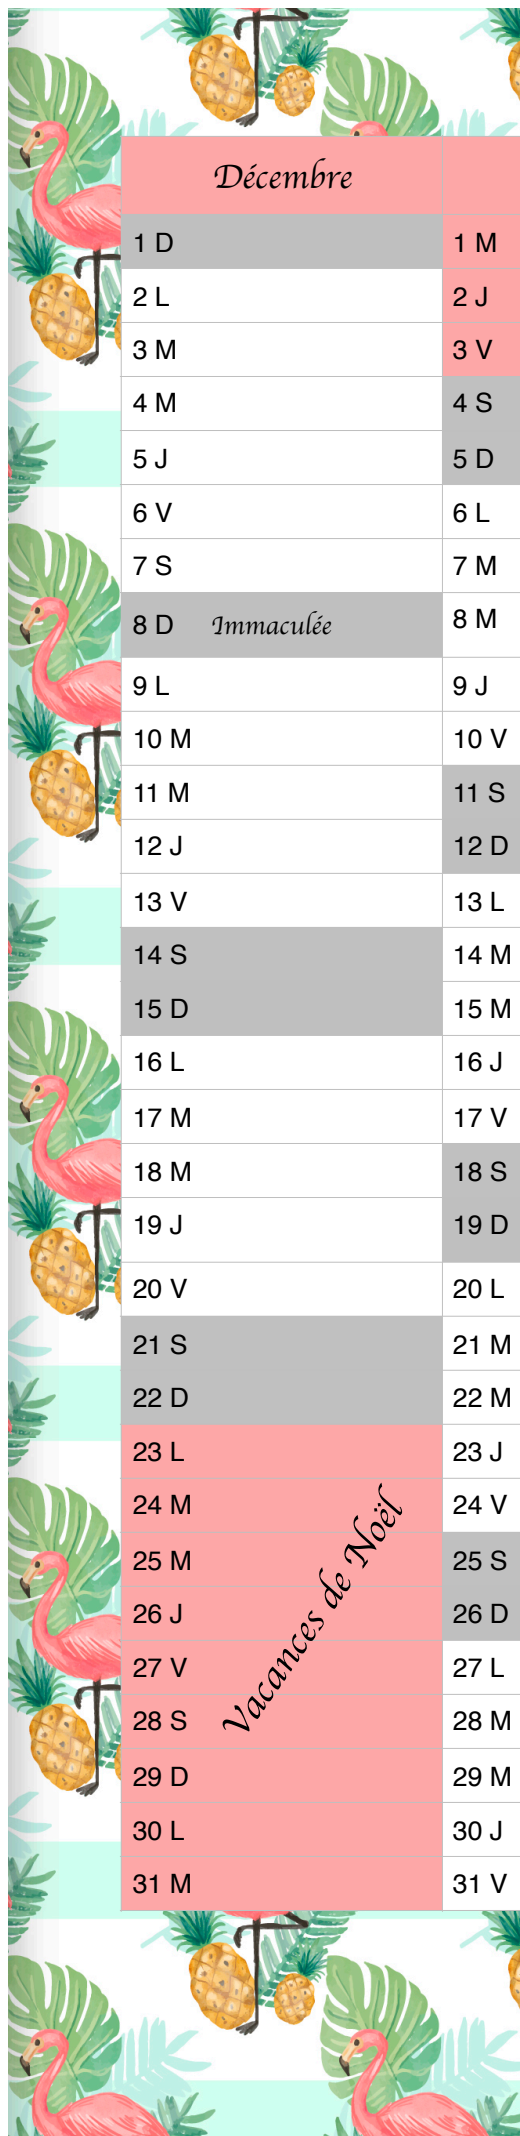 Décembre
1 D
2 L
3 M
4 M
5 J
6 V
7 S
8 D Immaculée
9 L
10 M
11 M
12 J
13 V
14 S
15 D
16 L
17 M
18 M
19 J
20 V
21 S
22 D
23 L
24 M
25 M
26 J
27 V
28 S
29 D
30 L
31 M
Vacances de Noël
1 M
2 J
3 V
4 S
5 D
6 L
7 M
8 M
9 J
10 V
11 S
12 D
13 L
14 M
15 M
16 J
17 V
18 S
19 D
20 L
21 M
22 M
23 J
24 V
25 S
26 D
27 L
28 M
29 M
30 J
31 V